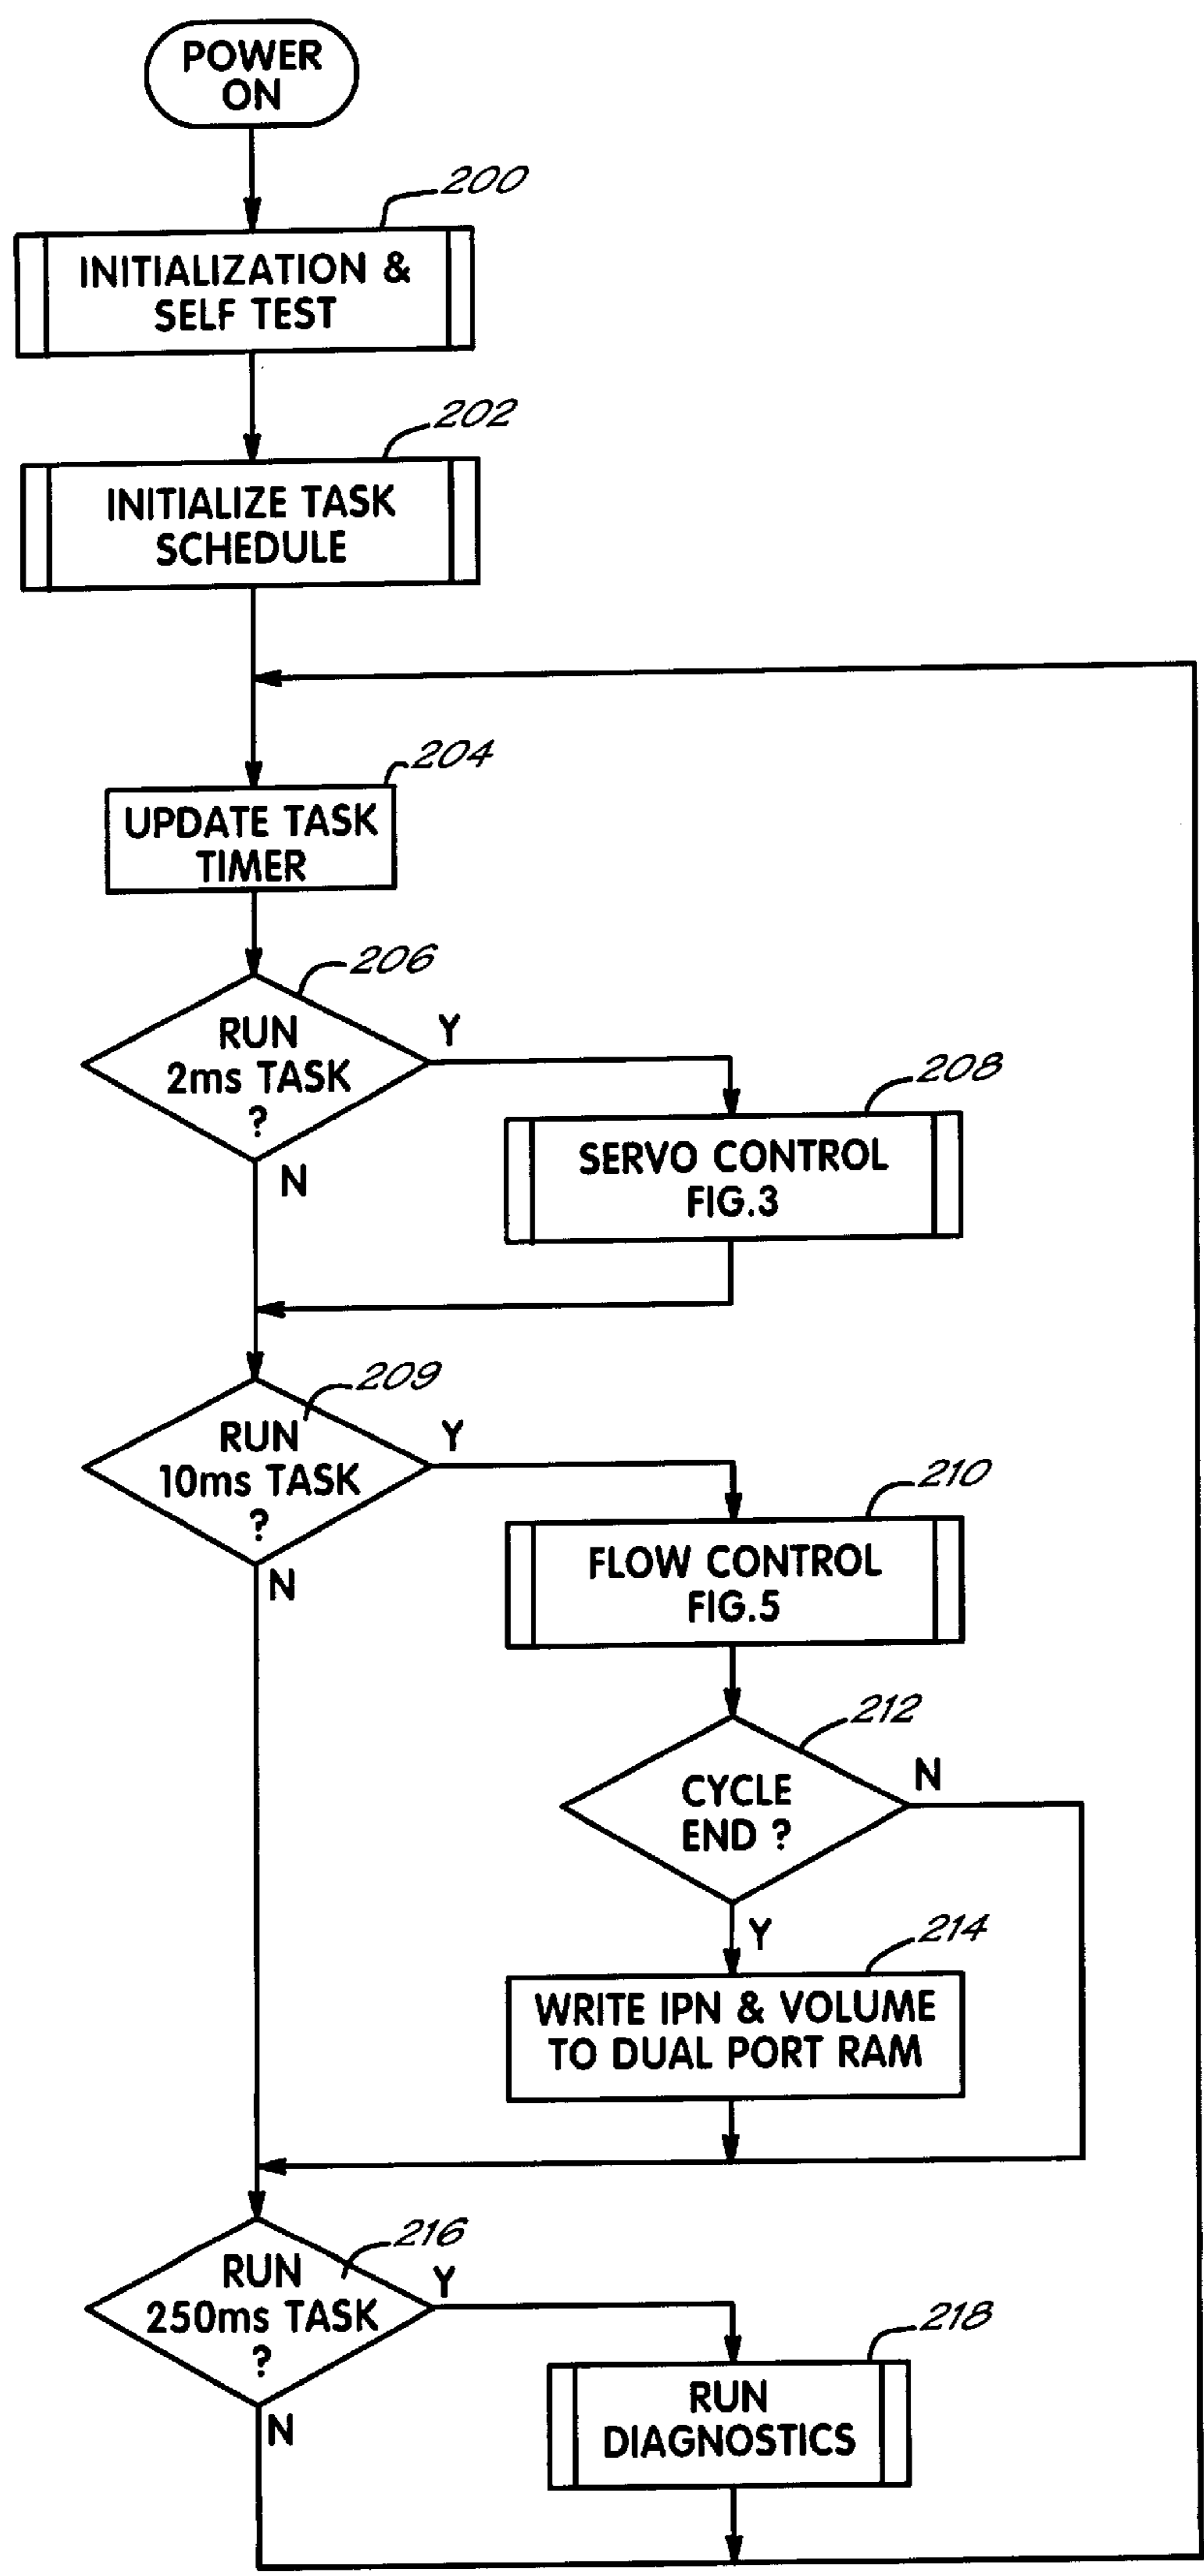 POWER
ON
200
INITIALIZATION &
SELF TEST
202
INITIALIZE TASK
SCHEDULE
204
UPDATE TASK
TIMER
206
RUN
2ms TASK
?
Y
N
208
SERVO CONTROL
FIG.3
209
RUN
10ms TASK
?
Y
N
210
FLOW CONTROL
FIG.5
212
CYCLE
END ?
N
Y
214
WRITE IPN & VOLUME
TO DUAL PORT RAM
216
RUN
250ms TASK
?
Y
N
218
RUN
DIAGNOSTICS